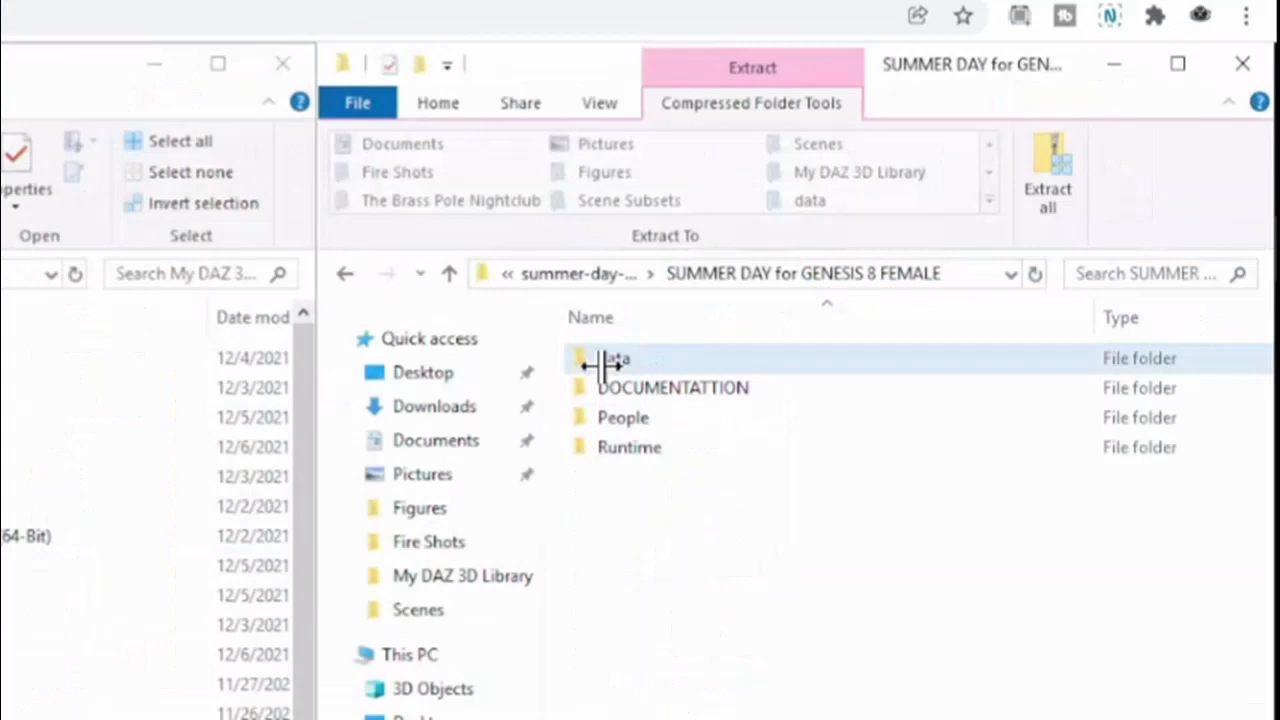 SUMMER DAY for GEN...
Extract
File Home Share View Compressed Folder Tools
Documents Pictures Scenes
Fire Shots Figures My DAZ 3D Library
The Brass Pole Nightclub Scene Subsets data
Extract
all
Extract To
Select all
Select none
Invert selection
perties
Open
Select
Search My DAZ 3...
« summer-day-... > SUMMER DAY for GENESIS 8 FEMALE
Search SUMMER ...
Date mod
12/4/2021
12/3/2021
12/5/2021
12/6/2021
12/3/2021
12/2/2021
64-Bit) 12/2/2021
12/5/2021
12/5/2021
12/3/2021
12/6/2021
11/27/202
11/26/202
Quick access
Desktop
Downloads
Documents
Pictures
Figures
Fire Shots
My DAZ 3D Library
Scenes
This PC
3D Objects
Name Type
File folder
DOCUMENTATTION File folder
People File folder
Runtime File folder